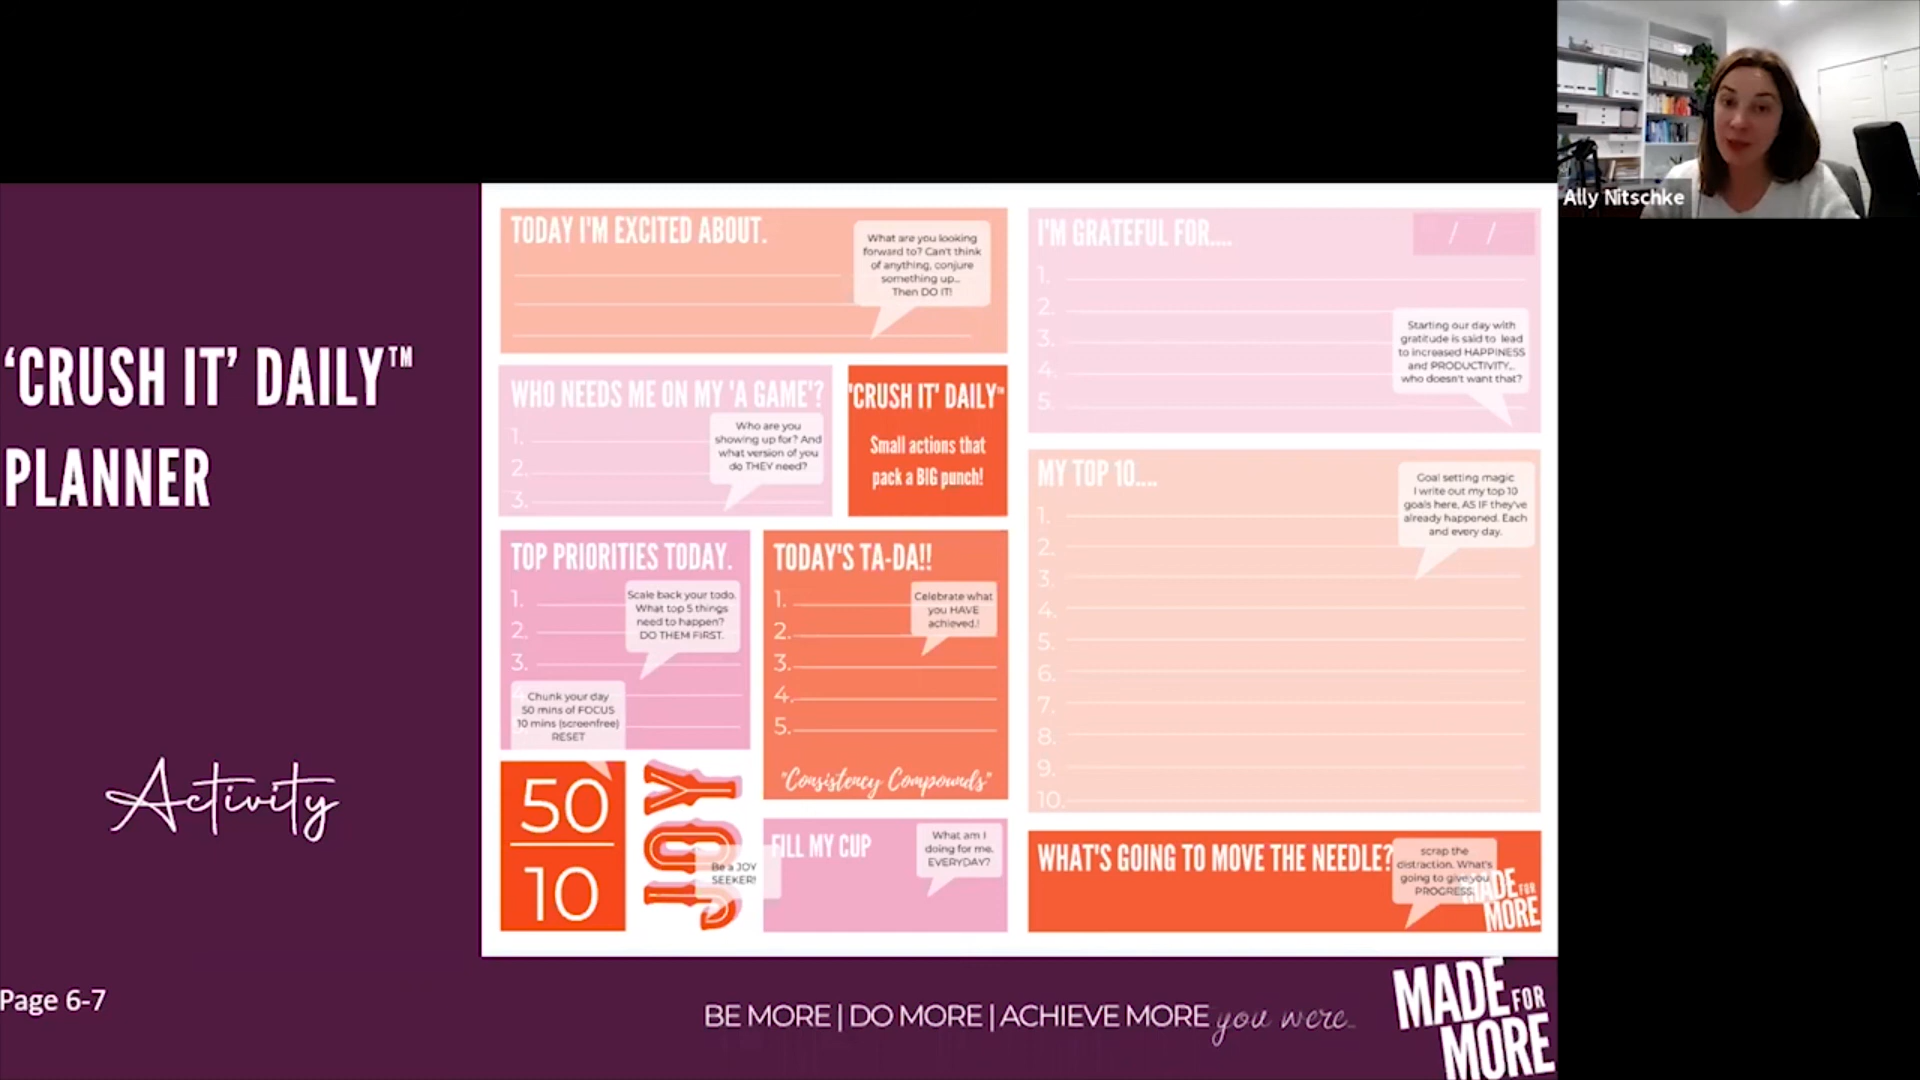 Ally Nitschke
'CRUSH IT' DAILY™
PLANNER
Activity
Page 6-7
TODAY I'M EXCITED ABOUT.
What are you looking
forward to? Can't think
of anything, conjure
something up...
Then DO IT!
WHO NEEDS ME ON MY 'A GAME'?
1.
2.
3.
Who are you
showing up for? And
what version of you
do THEY need?
'CRUSH IT' DAILY™
Small actions that
pack a BIG punch!
TOP PRIORITIES TODAY.
1.
2.
3.
Scale back your todo.
What top 5 things
need to happen?
DO THEM FIRST.
Chunk your day
50 mins of FOCUS
10 mins (screenfree)
RESET
TODAY'S TA-DA!!
1.
2.
3.
4.
5.
Celebrate what
you HAVE
achieved.!
"Consistency Compounds"
50
10
JOY
Be a JOY
SEEKER!
FILL MY CUP
What am I
doing for me.
EVERYDAY?
I'M GRATEFUL FOR....
/ /
1.
2.
3.
4.
5.
Starting our day with
gratitude is said to lead
to increased HAPPINESS
and PRODUCTIVITY...
who doesn't want that?
MY TOP 10....
1.
2.
3.
4.
5.
6.
7.
8.
9.
10.
Goal setting magic
I write out my top 10
goals here, AS IF they've
already happened. Each
and every day.
WHAT'S GOING TO MOVE THE NEEDLE?
scrap the
distraction. What's
going to give you
PROGRESS
MADE FOR
MORE
BE MORE | DO MORE | ACHIEVE MORE you were...
MADE FOR
MORE